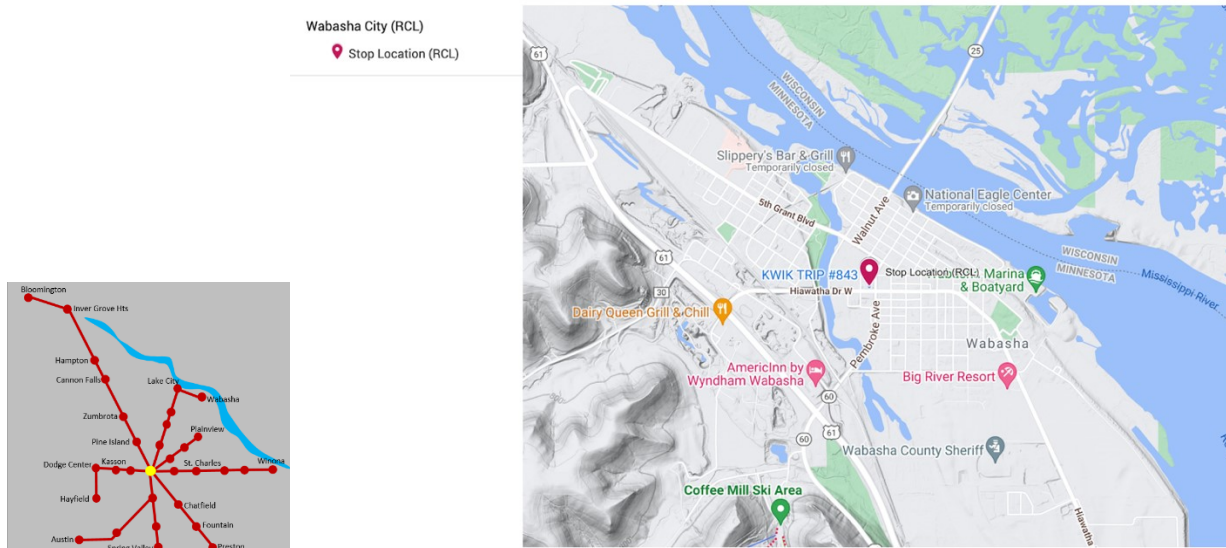 Wabasha City (RCL)
Stop Location (RCL)
61
25
WISCONSIN
MINNESOTA
Slippery's Bar & Grill
Temporarily closed
National Eagle Center
Temporarily closed
5th Grant Blvd
Walnut Ave
61
WISCONSIN
MINNESOTA
KWIK TRIP #843
Stop Location (RCL)
Marina
& Boatyard
Mississippi River
30
Hiawatha Dr W
Dairy Queen Grill & Chill
Pembroke Ave
Wabasha
AmericInn by
Wyndham Wabasha
Big River Resort
60
61
60
Wabasha County Sheriff
Coffee Mill Ski Area
Hiawatha
Bloomington
Inver Grove Hts
Hampton
Cannon Falls
Lake City
Wabasha
Zumbrota
Plainview
Pine Island
Dodge Center
Kasson
St. Charles
Winona
Hayfield
Chatfield
Fountain
Austin
Spring Valley
Preston